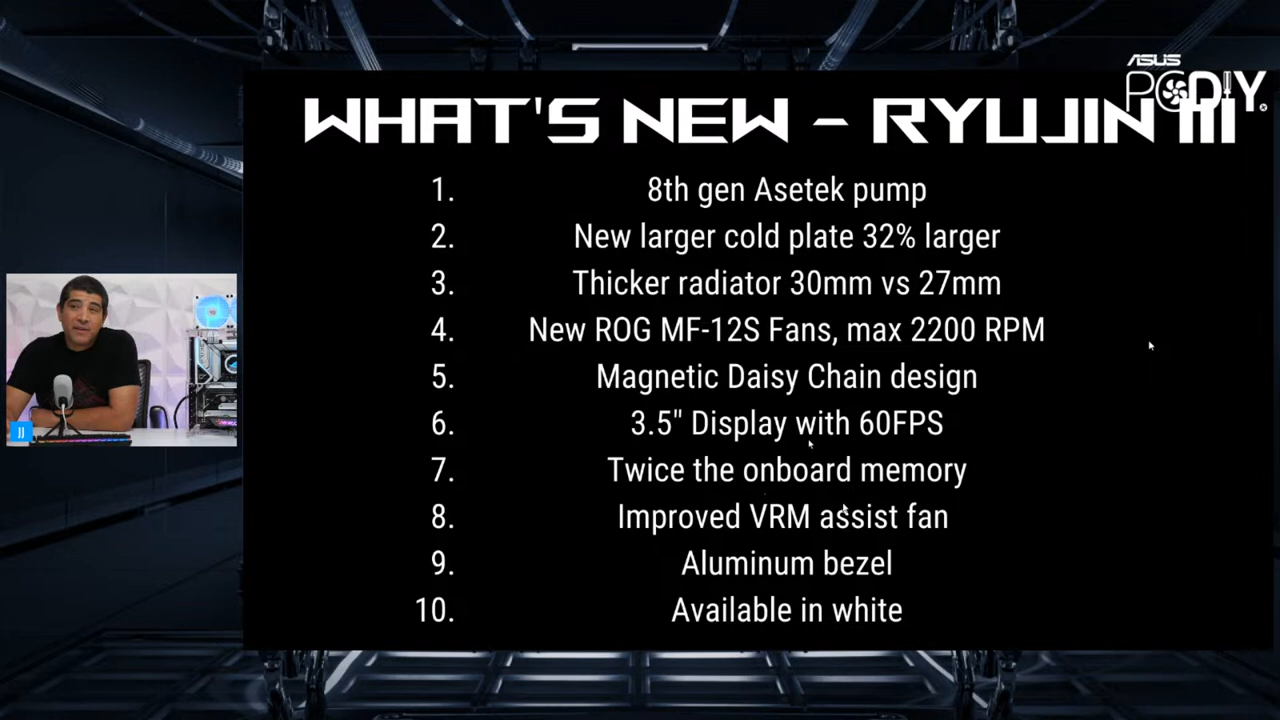 ASUS
PCDIY
WHAT'S NEW - RYUJIN III
1. 8th gen Asetek pump
2. New larger cold plate 32% larger
3. Thicker radiator 30mm vs 27mm
4. New ROG MF-12S Fans, max 2200 RPM
5. Magnetic Daisy Chain design
6. 3.5" Display with 60FPS
7. Twice the onboard memory
8. Improved VRM assist fan
9. Aluminum bezel
10. Available in white
JJ